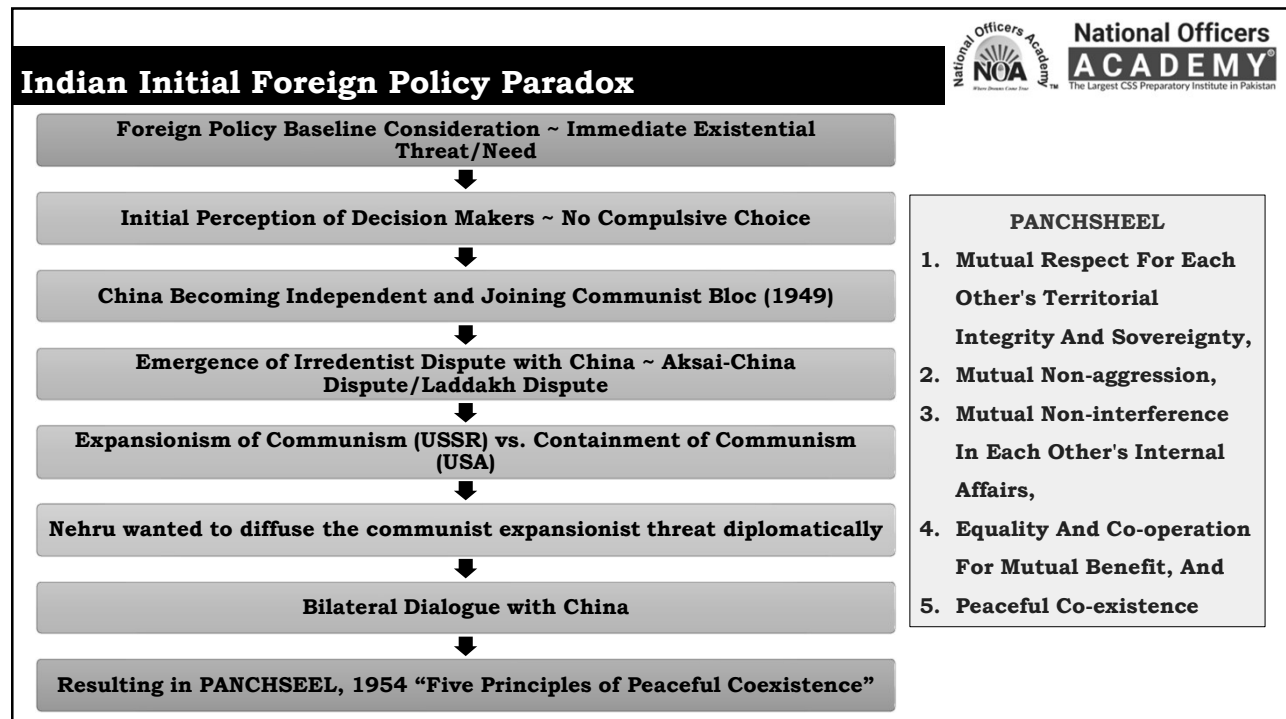 National Officers Academy
NOA
Where Dreams Come True
TM
National Officers
ACADEMY®
The Largest CSS Preparatory Institute in Pakistan
Indian Initial Foreign Policy Paradox
Foreign Policy Baseline Consideration ~ Immediate Existential
Threat/Need
Initial Perception of Decision Makers ~ No Compulsive Choice
China Becoming Independent and Joining Communist Bloc (1949)
Emergence of Irredentist Dispute with China ~ Aksai-China
Dispute/Laddakh Dispute
Expansionism of Communism (USSR) vs. Containment of Communism
(USA)
Nehru wanted to diffuse the communist expansionist threat diplomatically
Bilateral Dialogue with China
Resulting in PANCHSEEL, 1954 “Five Principles of Peaceful Coexistence”
PANCHSHEEL
1. Mutual Respect For Each
Other's Territorial
Integrity And Sovereignty,
2. Mutual Non-aggression,
3. Mutual Non-interference
In Each Other's Internal
Affairs,
4. Equality And Co-operation
For Mutual Benefit, And
5. Peaceful Co-existence